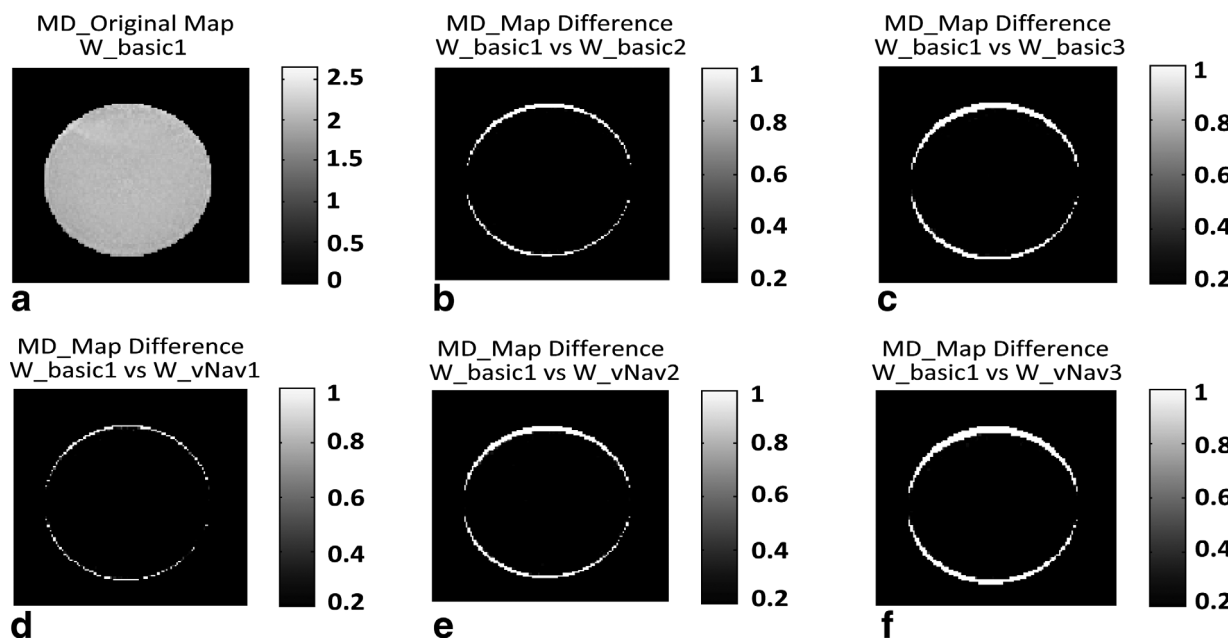 MD_Original Map
W_basic1
2.5
2
1.5
1
0.5
0
a
MD_Map Difference
W_basic1 vs W_basic2
1
0.8
0.6
0.4
0.2
b
MD_Map Difference
W_basic1 vs W_basic3
1
0.8
0.6
0.4
0.2
c
MD_Map Difference
W_basic1 vs W_vNav1
1
0.8
0.6
0.4
0.2
d
MD_Map Difference
W_basic1 vs W_vNav2
1
0.8
0.6
0.4
0.2
e
MD_Map Difference
W_basic1 vs W_vNav3
1
0.8
0.6
0.4
0.2
f